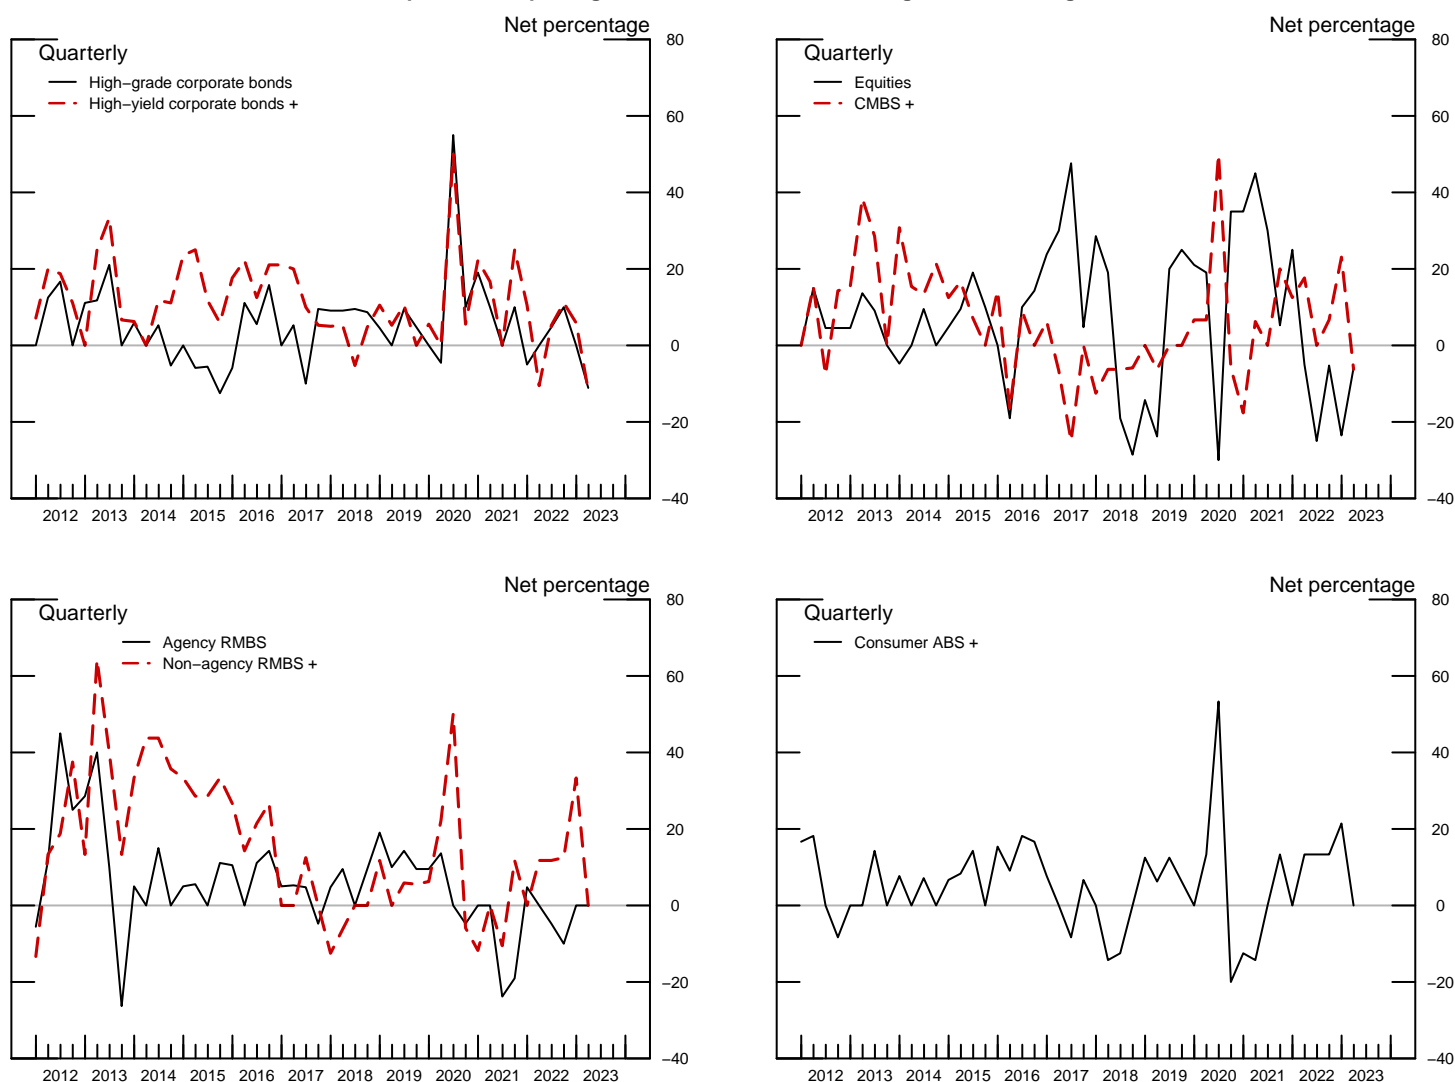 Net percentage
Quarterly
High−grade corporate bonds
High−yield corporate bonds +
80
60
40
20
0
−20
−40
2012 2013 2014 2015 2016 2017 2018 2019 2020 2021 2022 2023
Net percentage
Quarterly
Equities
CMBS +
80
60
40
20
0
−20
−40
2012 2013 2014 2015 2016 2017 2018 2019 2020 2021 2022 2023
Net percentage
Quarterly
Agency RMBS
Non−agency RMBS +
80
60
40
20
0
−20
−40
2012 2013 2014 2015 2016 2017 2018 2019 2020 2021 2022 2023
Net percentage
Quarterly
Consumer ABS +
80
60
40
20
0
−20
−40
2012 2013 2014 2015 2016 2017 2018 2019 2020 2021 2022 2023